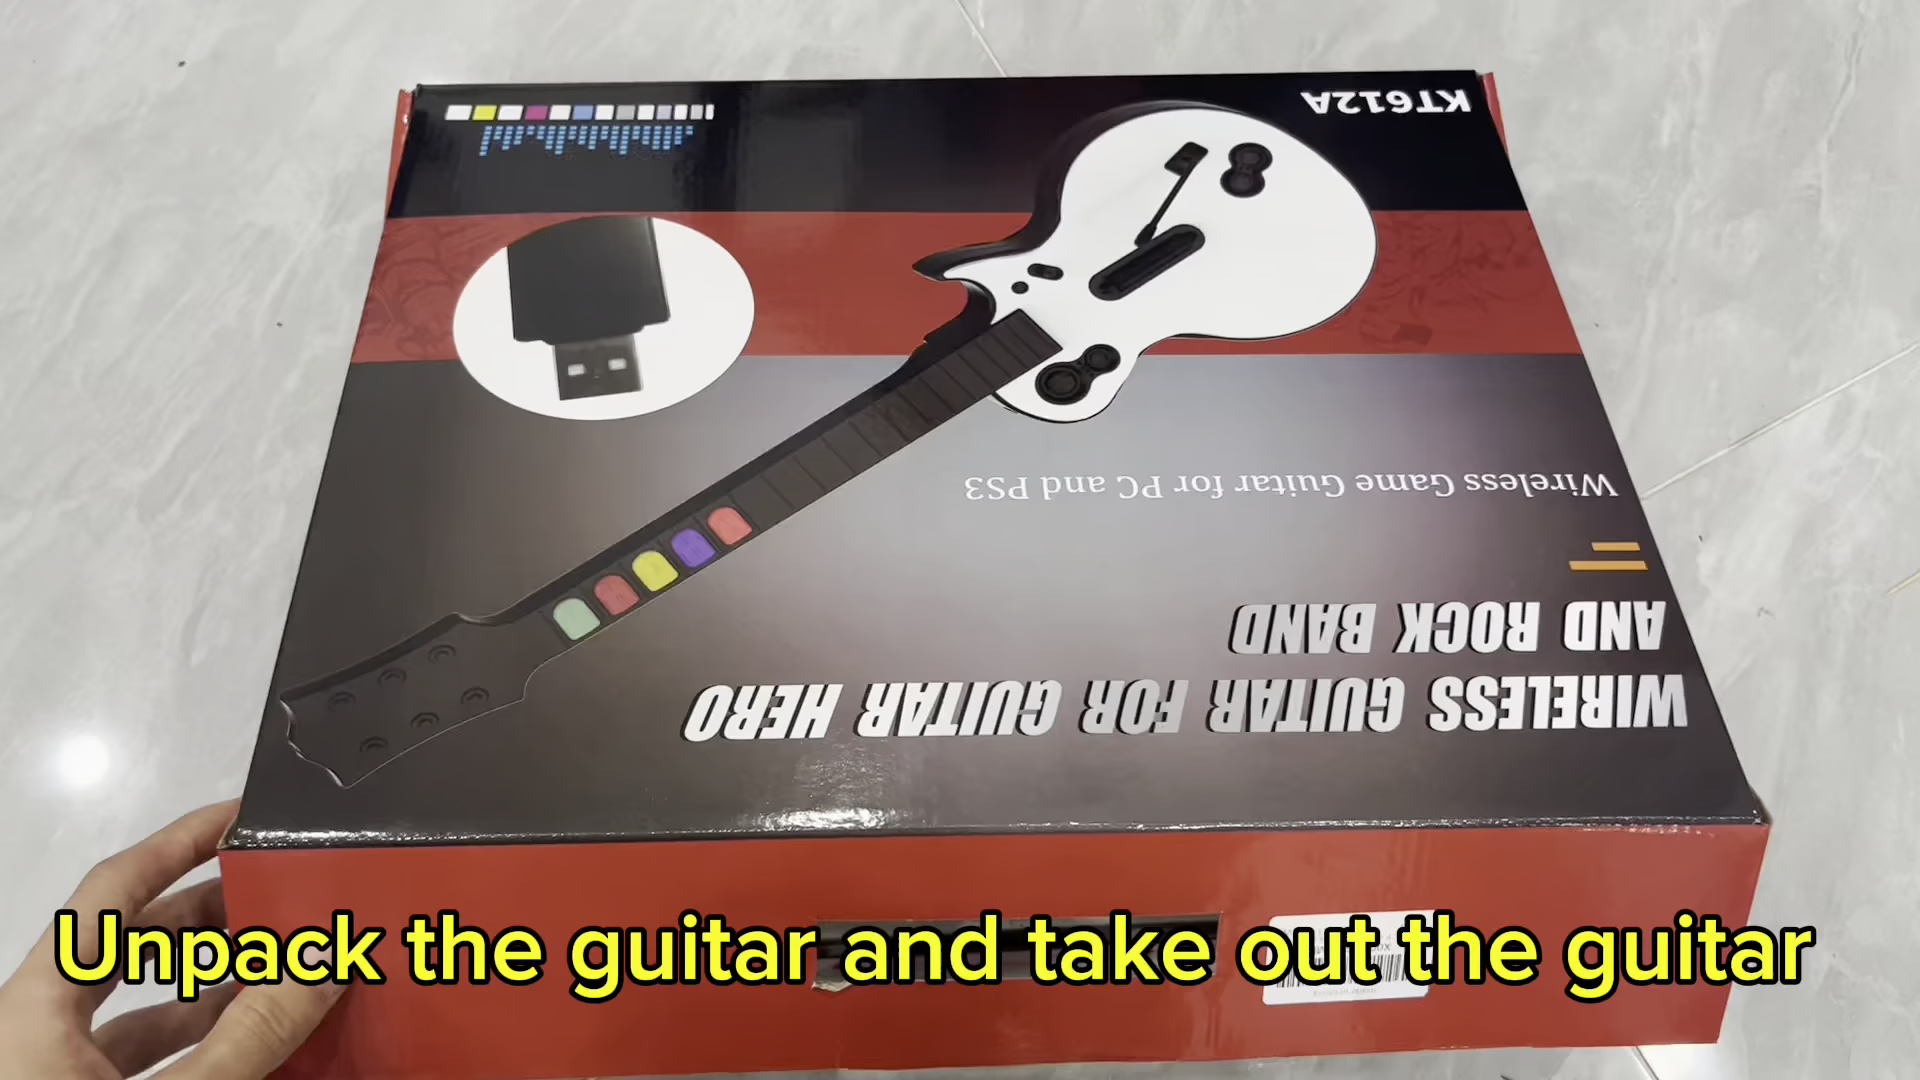 KT612A
Wireless Game Guitar for PC and PS3
WIRELESS GUITAR FOR GUITAR HERO
AND ROCK BAND
Unpack the guitar and take out the guitar